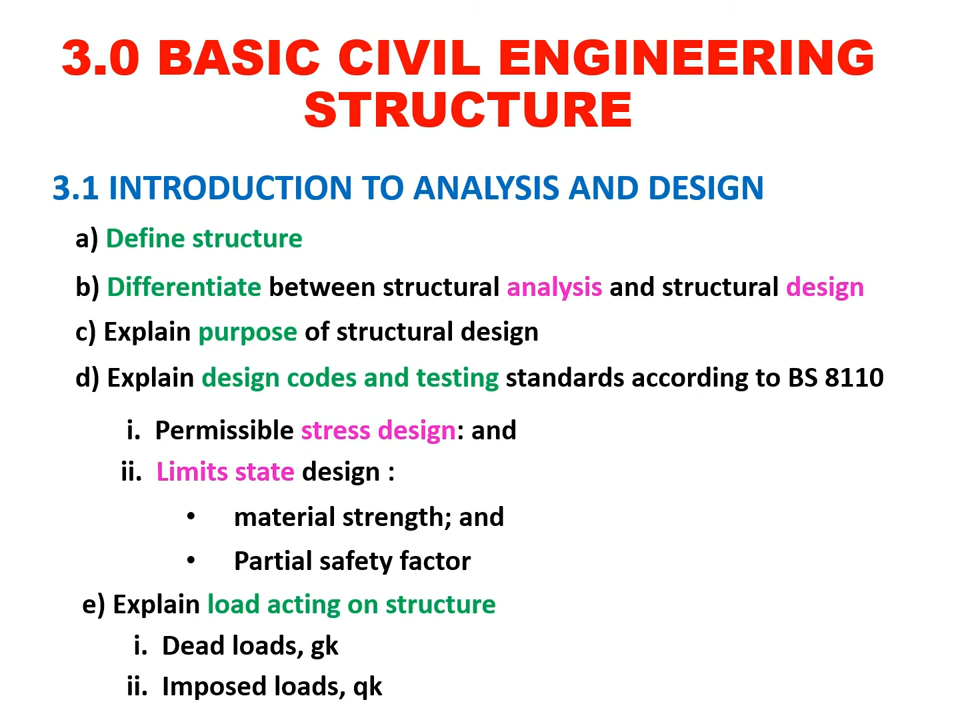 3.0 BASIC CIVIL ENGINEERING
STRUCTURE
3.1 INTRODUCTION TO ANALYSIS AND DESIGN
a) Define structure
b) Differentiate between structural analysis and structural design
c) Explain purpose of structural design
d) Explain design codes and testing standards according to BS 8110
i. Permissible stress design: and
ii. Limits state design :
• material strength; and
• Partial safety factor
e) Explain load acting on structure
i. Dead loads, gk
ii. Imposed loads, qk